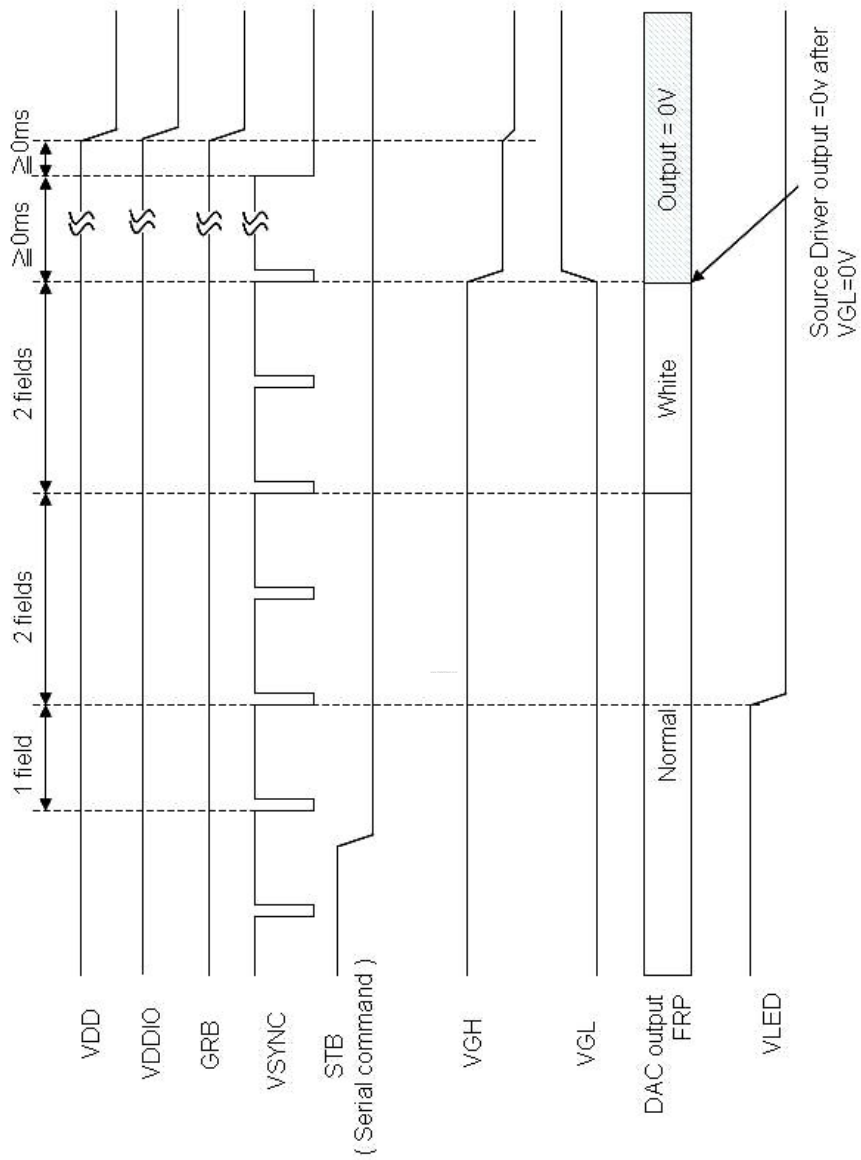 1 field
2 fields
2 fields
≧0ms
≧0ms
VDD
VDDIO
GRB
VSYNC
STB
( Serial command )
VGH
VGL
DAC output
FRP
Normal
White
Output = 0V
VLED
Source Driver output =0v after
VGL=0V